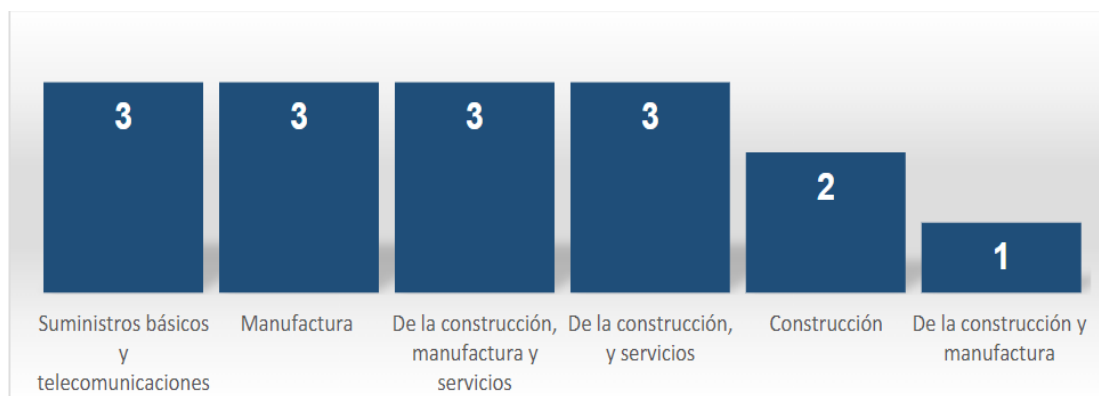 3
3
3
3
2
1
Suministros básicos
y
telecomunicaciones
Manufactura
De la construcción,
manufactura y
servicios
De la construcción,
y servicios
Construcción
De la construcción y
manufactura